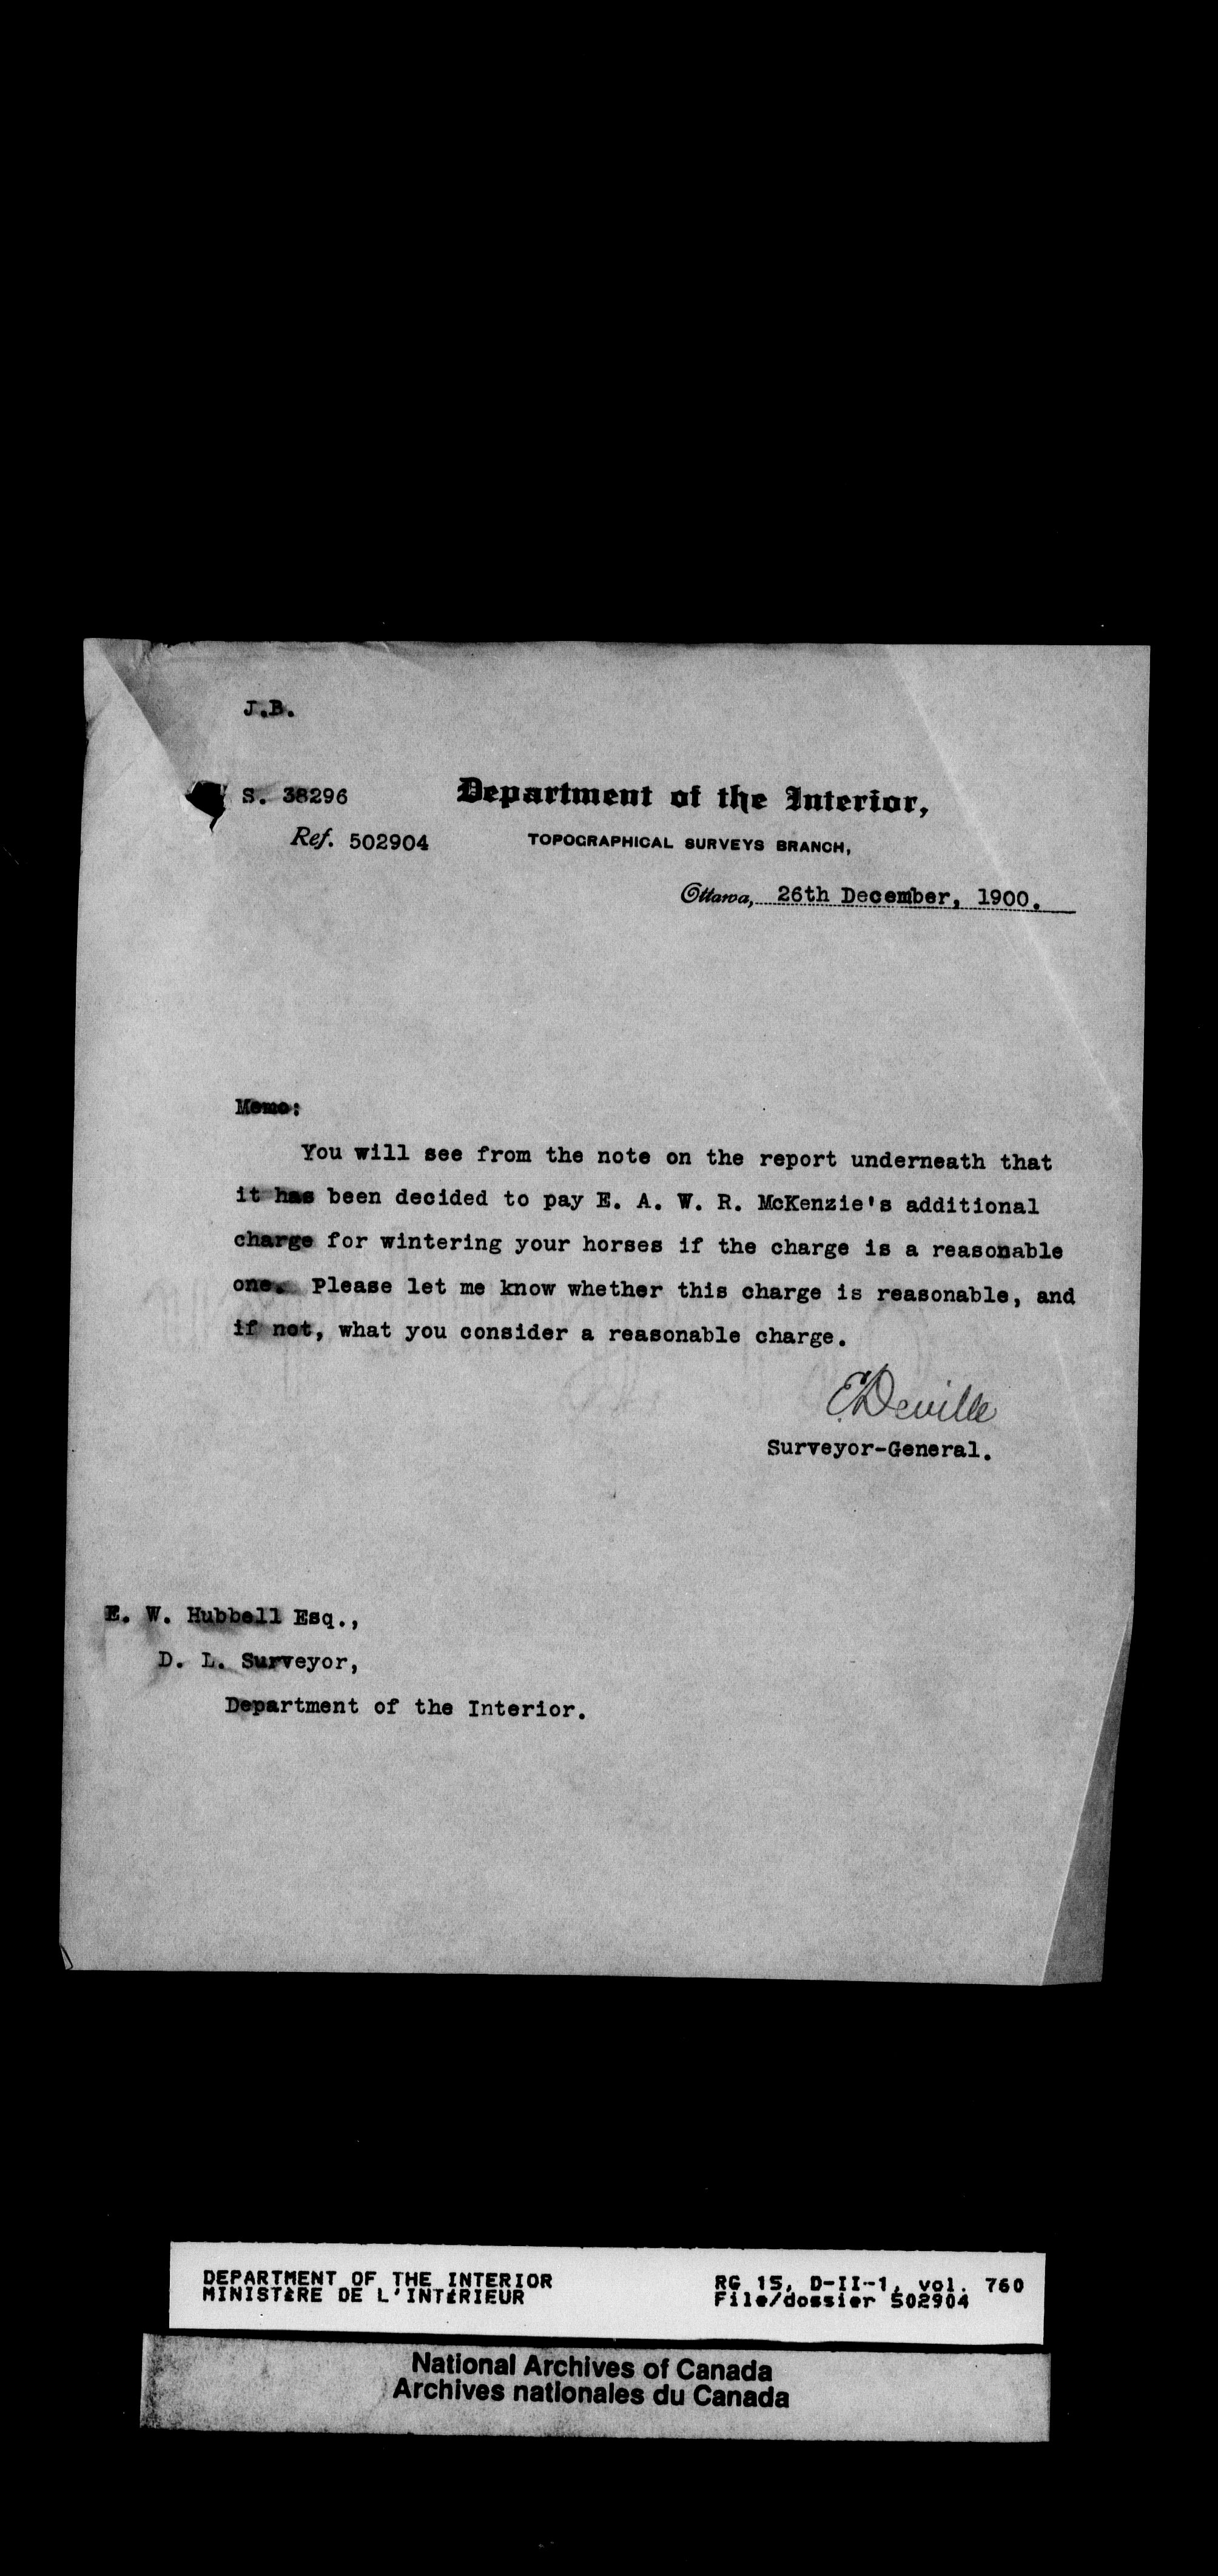 J.B.
S. 38296
Department of the Interior,
Ref. 502904
TOPOGRAPHICAL SURVEYS BRANCH,
Ottawa, 26th December, 1900.
Memo:
You will see from the note on the report underneath that
it has been decided to pay E. A. W. R. McKenzie's additional
charge for wintering your horses if the charge is a reasonable
one. Please let me know whether this charge is reasonable, and
if not, what you consider a reasonable charge.
E Deville
Surveyor-General.
E. W. Hubbell Esq.,
D. L. Surveyor,
Department of the Interior.
DEPARTMENT OF THE INTERIOR
MINISTÈRE DE L'INTÉRIEUR
RG 15, D-II-1, vol. 760
File/dossier 502904
National Archives of Canada
Archives nationales du Canada